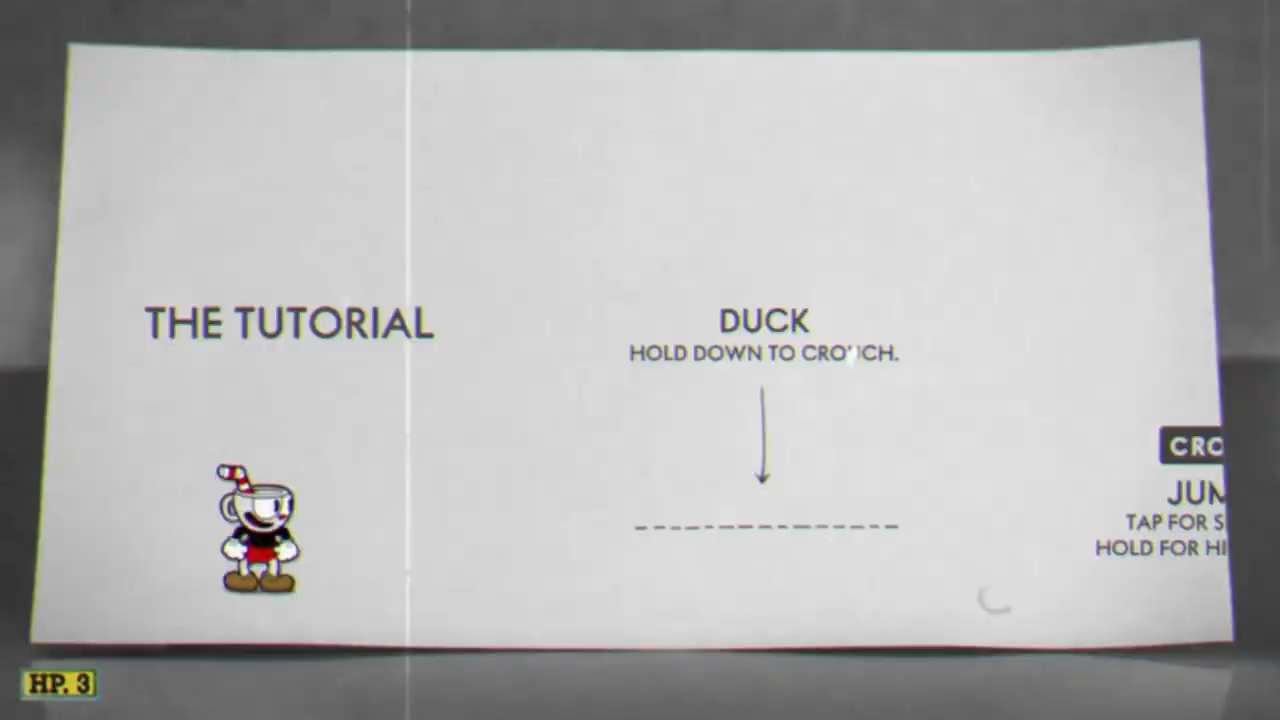 THE TUTORIAL
DUCK
HOLD DOWN TO CROUCH.
CRO
JUM
TAP FOR S
HOLD FOR HI
HP. 3